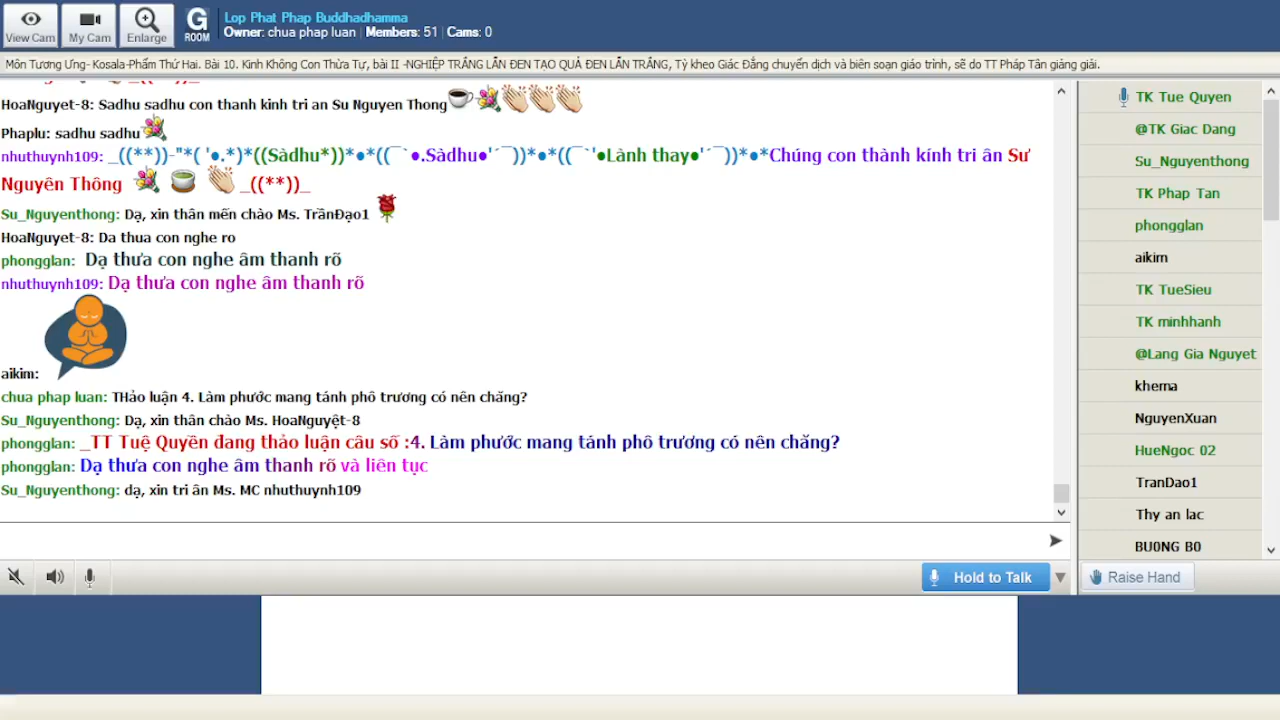 View Cam
My Cam
Enlarge
G
ROOM
Lop Phat Phap Buddhadhamma
Owner: chua phap luan Members: 51 Cams: 0
Môn Tương Ưng- Kosala-Phẩm Thứ Hai. Bài 10. Kinh Không Con Thừa Tự, bài II -NGHIỆP TRẮNG LẪN ĐEN TẠO QUẢ ĐEN LẪN TRẮNG, Tỳ kheo Giác Đẳng chuyển dịch và biên soạn giáo trình, sẽ do TT Pháp Tân giảng giải.
HoaNguyet-8: Sadhu sadhu con thanh kinh tri an Su Nguyen Thong
Phaplu: sadhu sadhu
nhuthuynh109: _((**))-"*( '●.*)*((Sàdhu*))*●*((¯`●.Sàdhu●'´¯))*●*((¯`'●Lành thay●'´¯))*●*Chúng con thành kính tri ân Sư
Nguyên Thông _((**))_
Su_Nguyenthong: Dạ, xin thân mến chào Ms. TrầnĐạo1
HoaNguyet-8: Da thua con nghe ro
phongglan: Dạ thưa con nghe âm thanh rõ
nhuthuynh109: Dạ thưa con nghe âm thanh rõ
aikim:
chua phap luan: THảo luận 4. Làm phước mang tánh phô trương có nên chăng?
Su_Nguyenthong: Dạ, xin thân chào Ms. HoaNguyệt-8
phongglan: _TT Tuệ Quyền đang thảo luận câu số :4. Làm phước mang tánh phô trương có nên chăng?
phongglan: Dạ thưa con nghe âm thanh rõ và liên tục
Su_Nguyenthong: dạ, xin tri ân Ms. MC nhuthuynh109
TK Tue Quyen
@TK Giac Dang
Su_Nguyenthong
TK Phap Tan
phongglan
aikim
TK TueSieu
TK minhhanh
@Lang Gia Nguyet
khema
NguyenXuan
HueNgoc 02
TranDao1
Thy an lac
BU0NG B0
Hold to Talk
Raise Hand